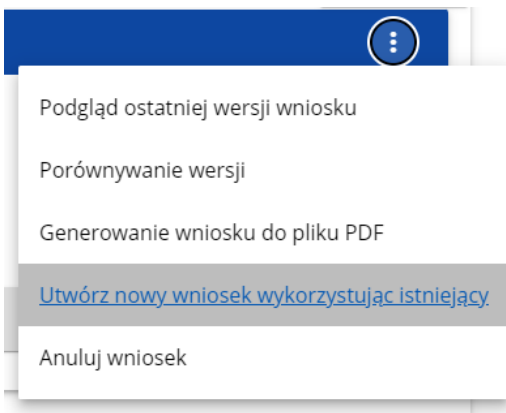 Podgląd ostatniej wersji wniosku
Porównywanie wersji
Generowanie wniosku do pliku PDF
Utwórz nowy wniosek wykorzystując istniejący
Anuluj wniosek